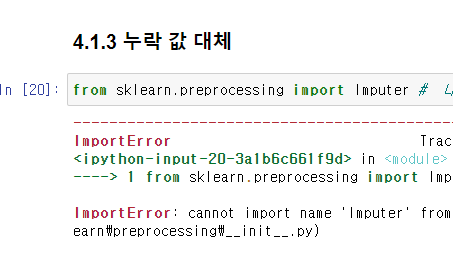 4.1.3 누락 값 대체
In [20]: from sklearn.preprocessing import Imputer #
ImportError Trac
<ipython-input-20-3a1b6c661f9d> in <module>
----> 1 from sklearn.preprocessing import Imp
ImportError: cannot import name 'Imputer' from
earn\preprocessing\__init__.py)